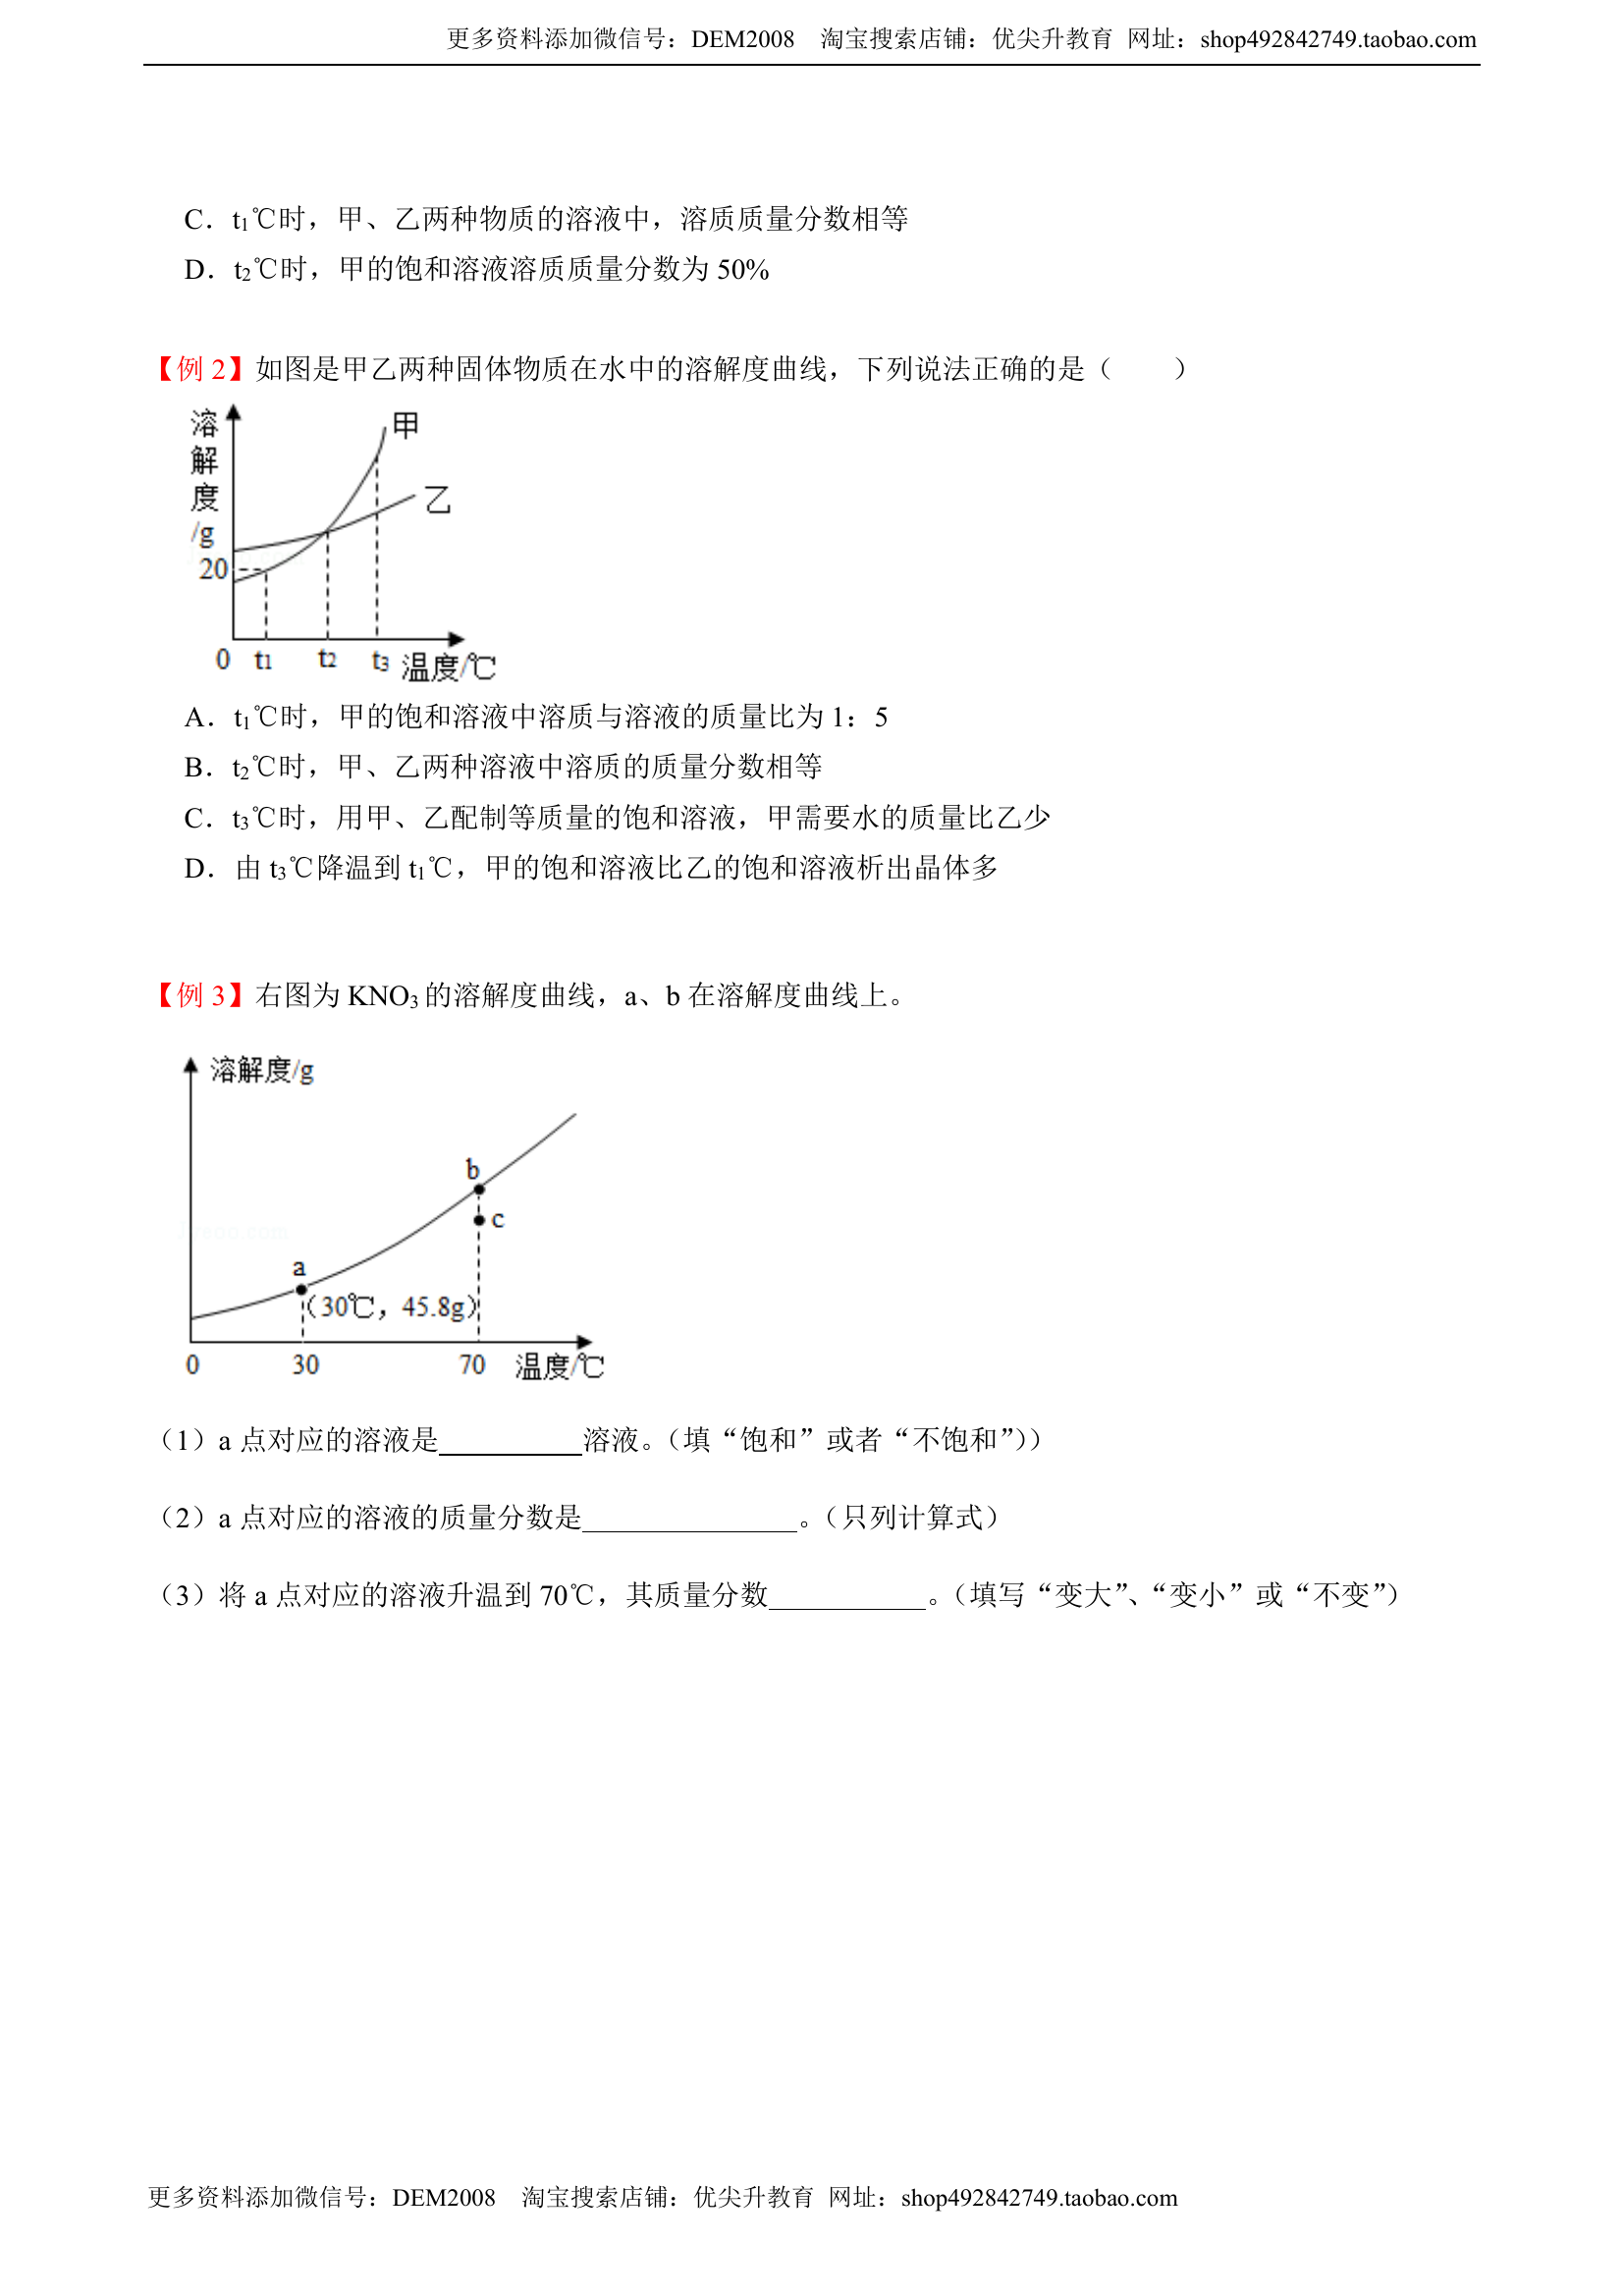 更多资料添加微信号：DEM2008    淘宝搜索店铺：优尖升教育  网址：shop492842749.taobao.com
C．t₁℃时，甲、乙两种物质的溶液中，溶质质量分数相等
D．t₂℃时，甲的饱和溶液溶质质量分数为 50%
【例 2】如图是甲乙两种固体物质在水中的溶解度曲线，下列说法正确的是（      ）
溶解度/g
甲
乙
20
0 t₁ t₂ t₃ 温度/℃
A．t₁℃时，甲的饱和溶液中溶质与溶液的质量比为 1：5
B．t₂℃时，甲、乙两种溶液中溶质的质量分数相等
C．t₃℃时，用甲、乙配制等质量的饱和溶液，甲需要水的质量比乙少
D．由 t₃℃降温到 t₁℃，甲的饱和溶液比乙的饱和溶液析出晶体多
【例 3】右图为 KNO₃ 的溶解度曲线，a、b 在溶解度曲线上。
溶解度/g
b
c
a
（30℃，45.8g）
0 30 70 温度/℃
（1）a 点对应的溶液是__________溶液。（填“饱和”或者“不饱和”））
（2）a 点对应的溶液的质量分数是_______________。（只列计算式）
（3）将 a 点对应的溶液升温到 70℃，其质量分数___________。（填写“变大”、“变小”或“不变”）
更多资料添加微信号：DEM2008    淘宝搜索店铺：优尖升教育  网址：shop492842749.taobao.com